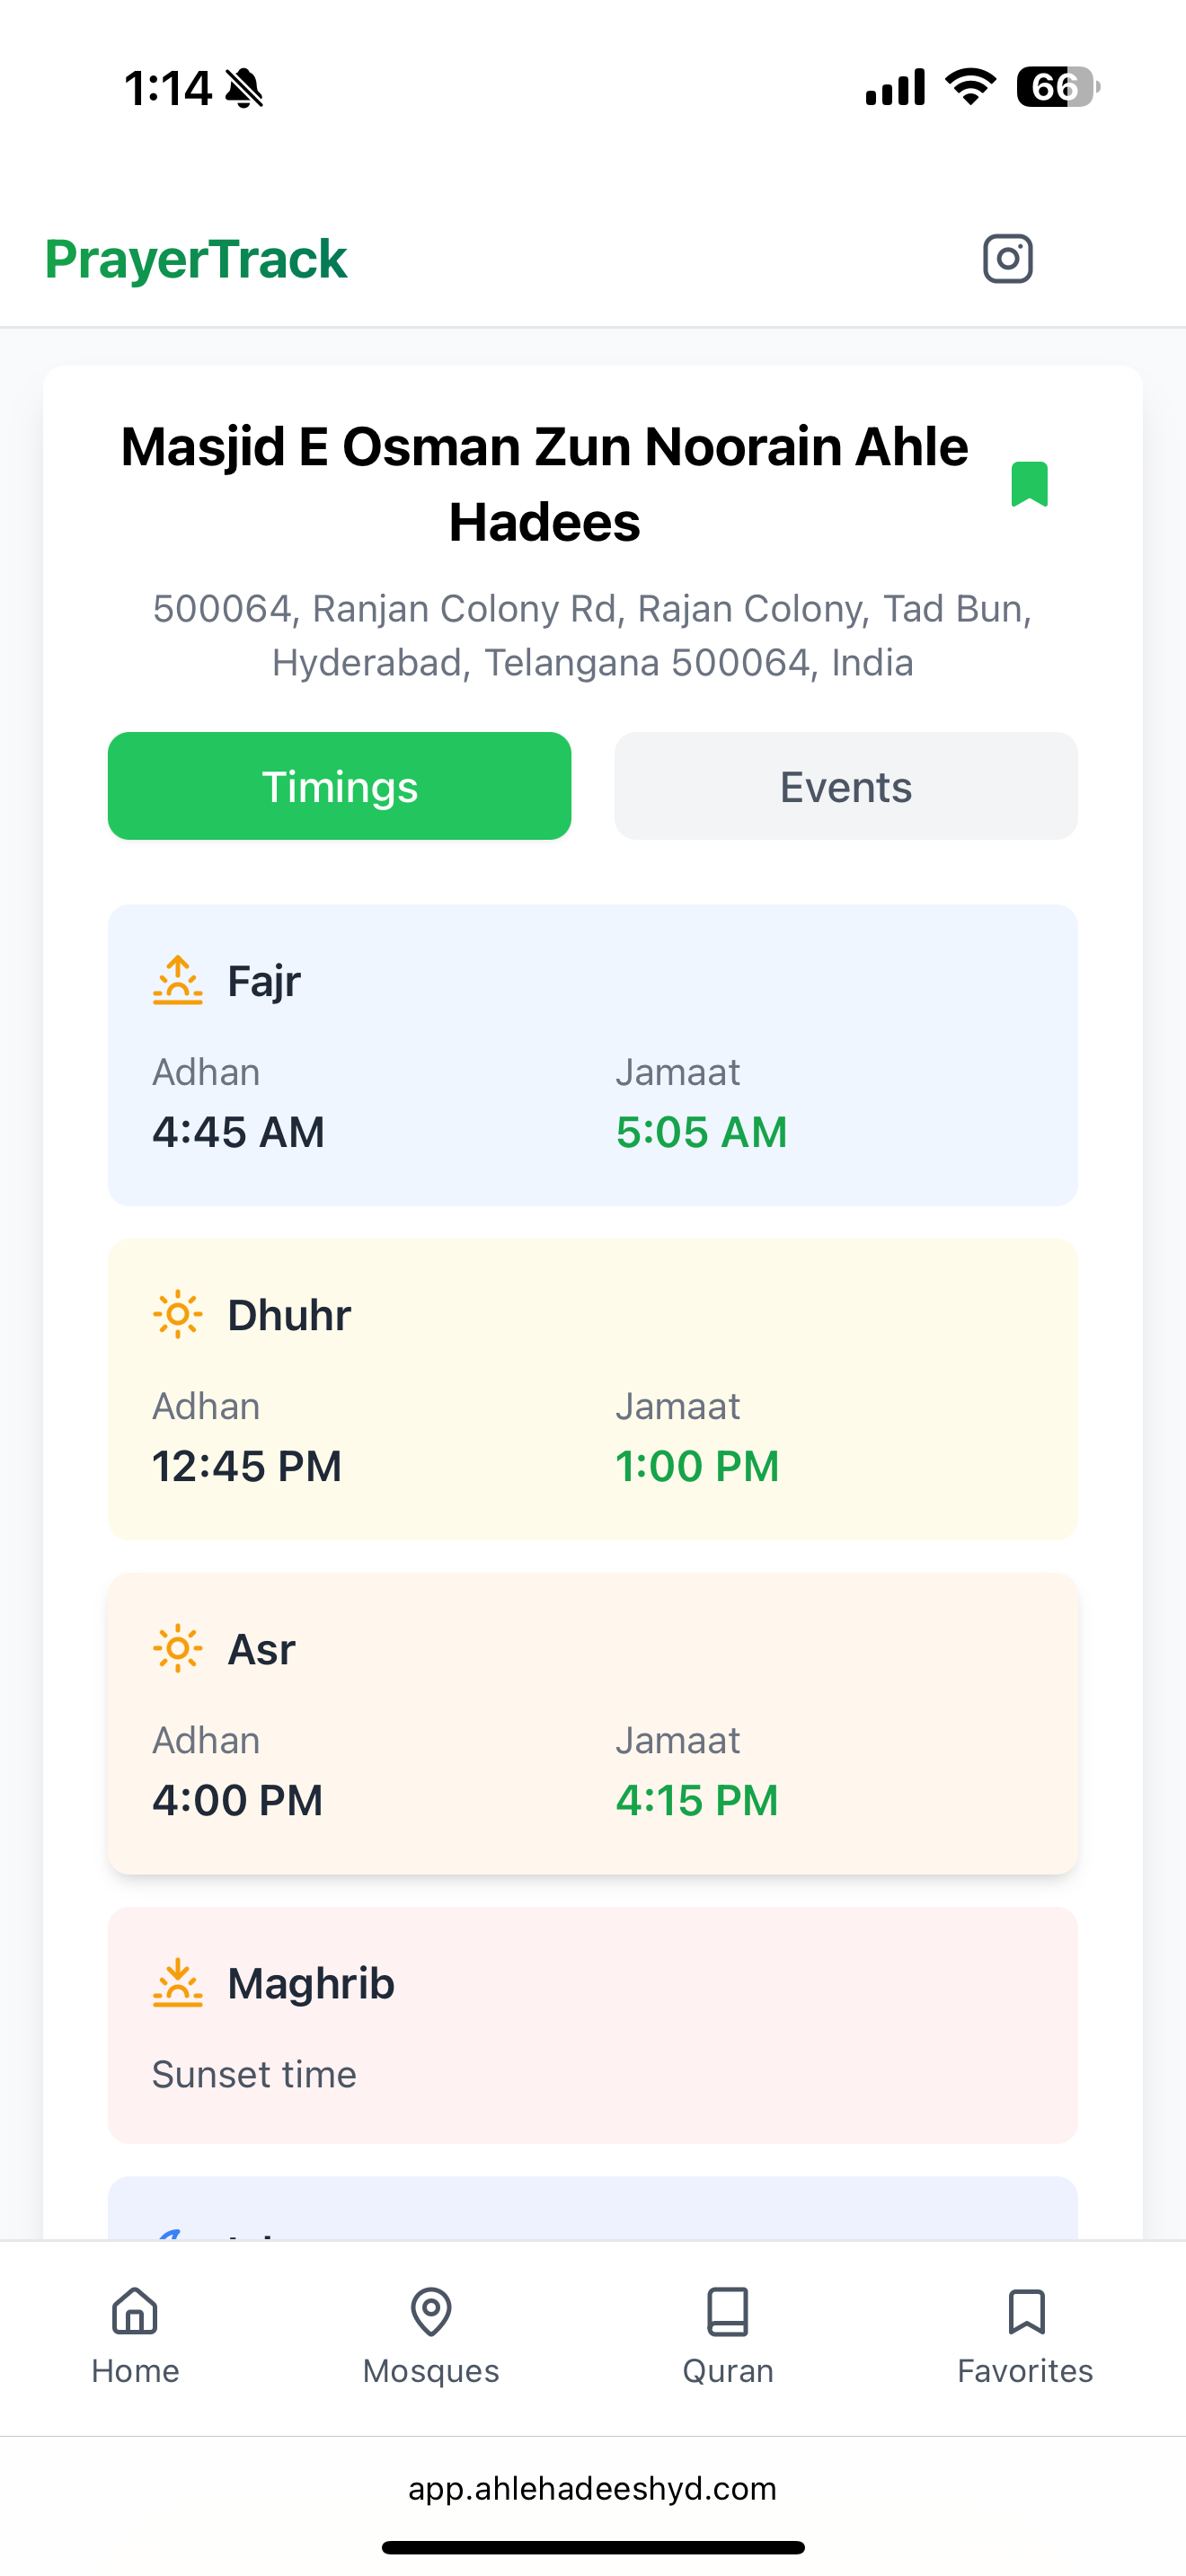 1:14
66
PrayerTrack
Masjid E Osman Zun Noorain Ahle
Hadees
500064, Ranjan Colony Rd, Rajan Colony, Tad Bun,
Hyderabad, Telangana 500064, India
Timings
Events
Fajr
Adhan
Jamaat
4:45 AM
5:05 AM
Dhuhr
Adhan
Jamaat
12:45 PM
1:00 PM
Asr
Adhan
Jamaat
4:00 PM
4:15 PM
Maghrib
Sunset time
Home
Mosques
Quran
Favorites
app.ahlehadeeshyd.com